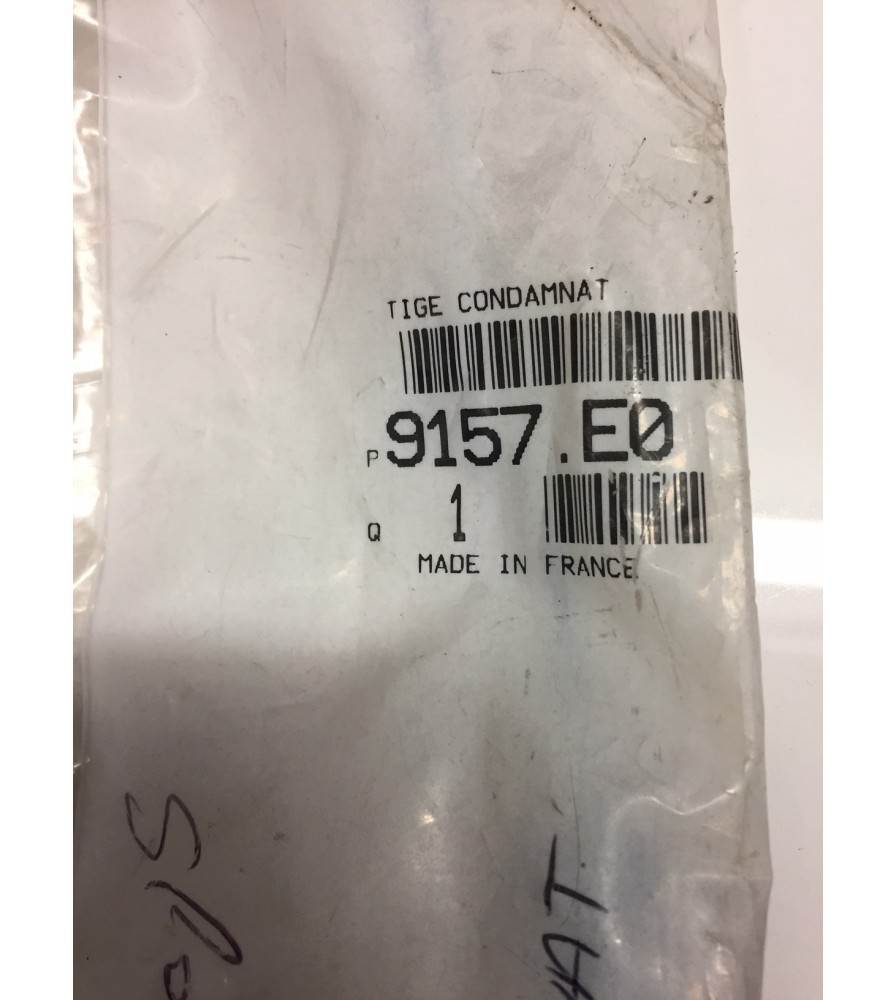 TIGE CONDAMNAT
P 9157.E0
Q 1
MADE IN FRANCE